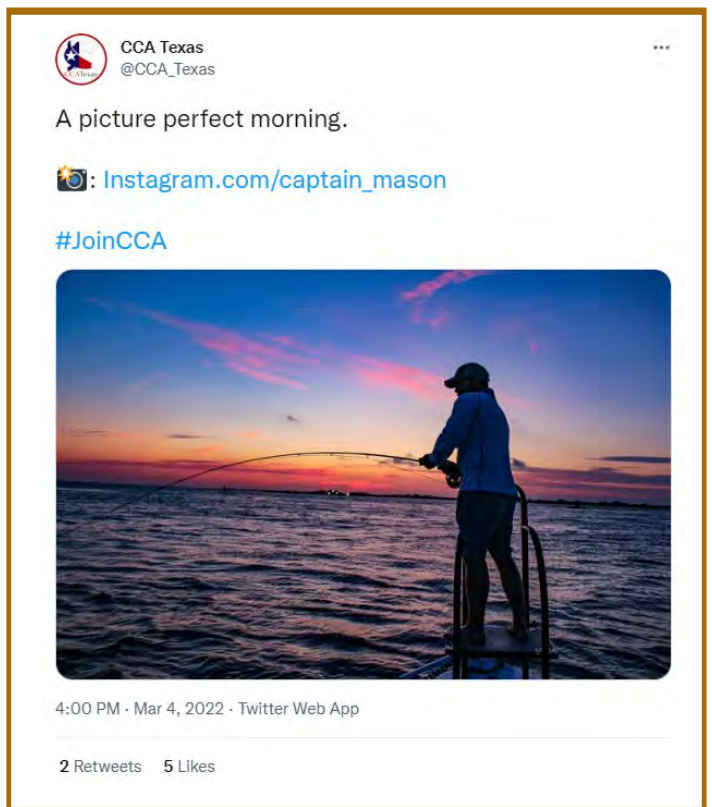 CCA Texas
@CCA_Texas
A picture perfect morning.
: Instagram.com/captain_mason
#JoinCCA
4:00 PM · Mar 4, 2022 · Twitter Web App
2 Retweets 5 Likes